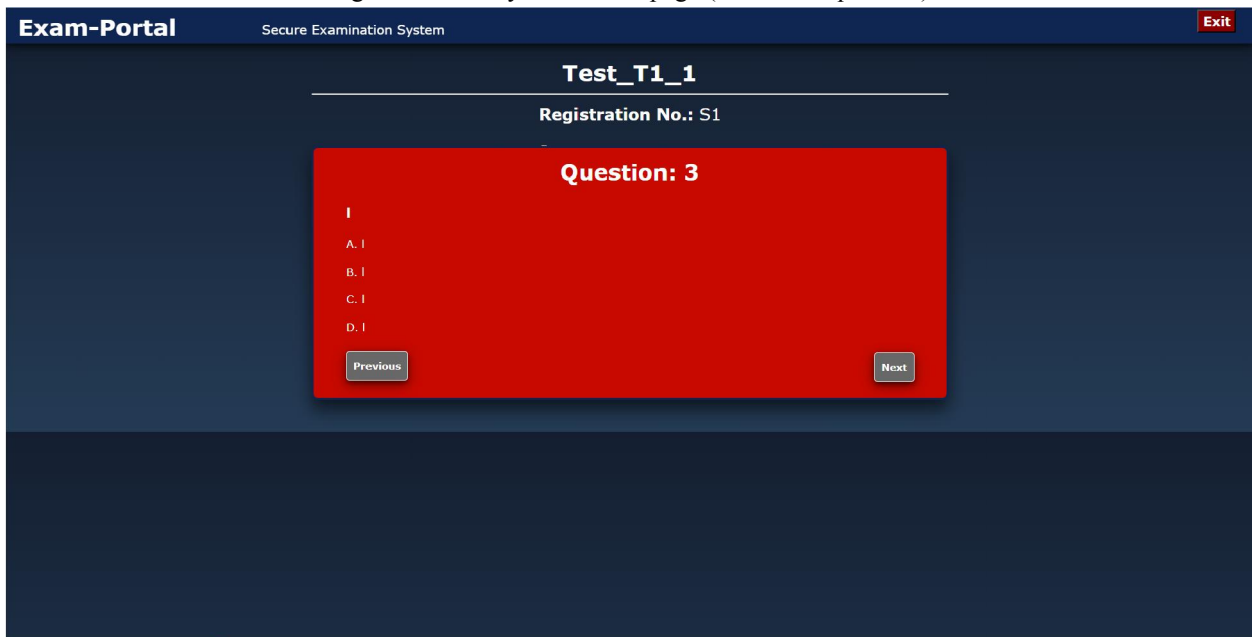 Exam-Portal Secure Examination System Exit
Test_T1_1
Registration No.: S1
Question: 3
l
A. l
B. l
C. l
D. l
Previous Next